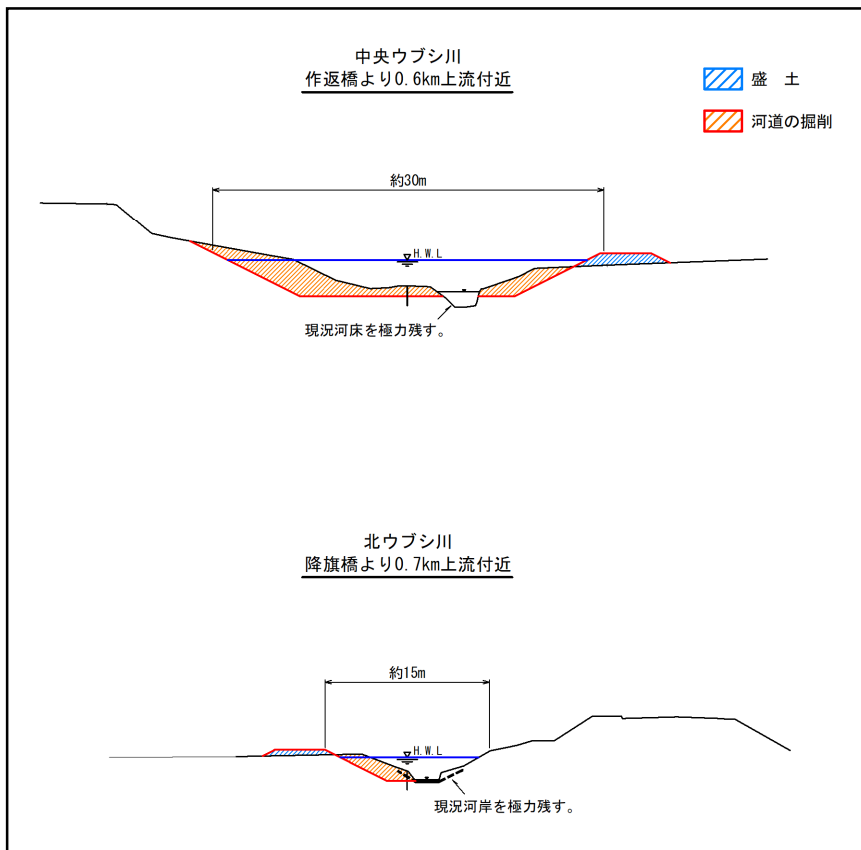 中央ウブシ川
作返橋より0.6km上流付近
盛 土
河道の掘削
約30m
H.W.L
現況河床を極力残す。
北ウブシ川
降旗橋より0.7km上流付近
約15m
H.W.L
現況河岸を極力残す。